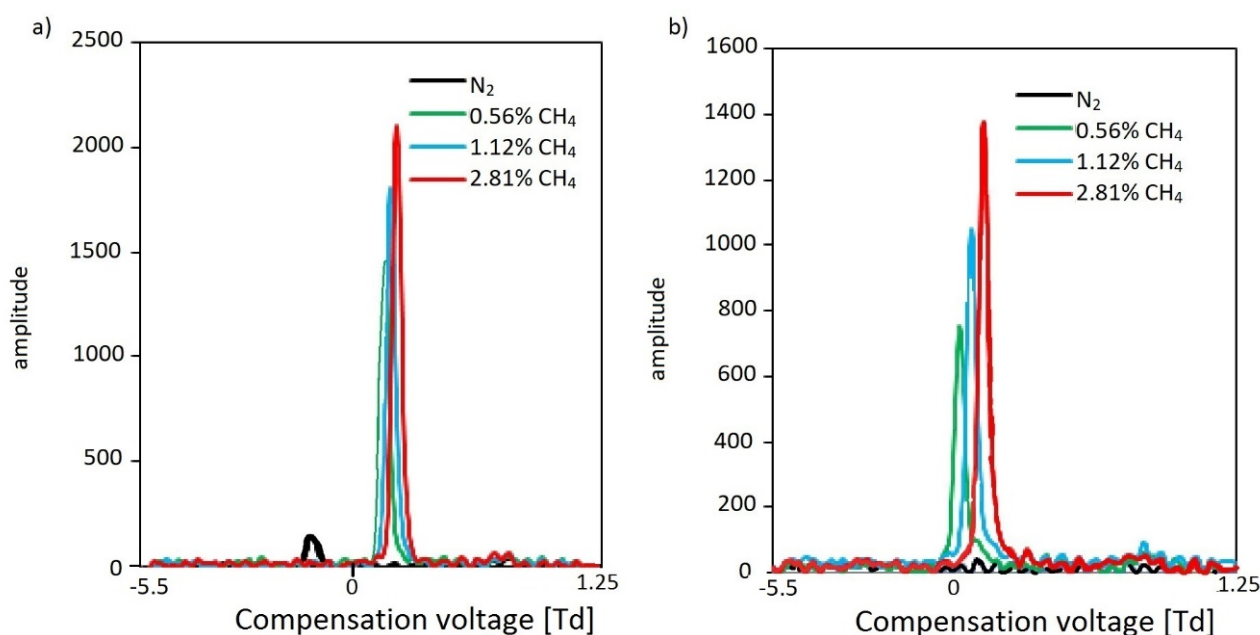 a)
2500
2000
1500
1000
500
0
amplitude
N₂
0.56% CH₄
1.12% CH₄
2.81% CH₄
-5.5
0
1.25
Compensation voltage [Td]
b)
1600
1400
1200
1000
800
600
400
200
0
amplitude
N₂
0.56% CH₄
1.12% CH₄
2.81% CH₄
-5.5
0
1.25
Compensation voltage [Td]